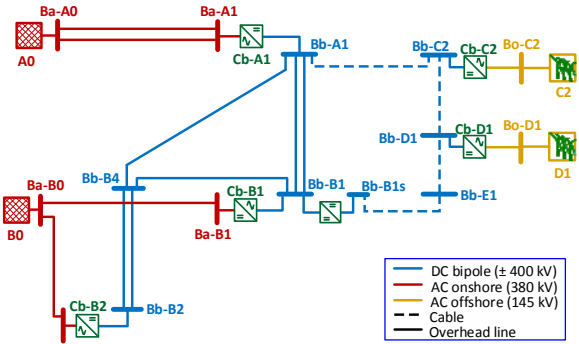 Ba-A0
Ba-A1
A0
Cb-A1
Bb-A1
Bb-C2
Cb-C2
Bo-C2
C2
Bb-D1
Cb-D1
Bo-D1
D1
Bb-B4
Ba-B0
Cb-B1
Bb-B1
Bb-B1s
Bb-E1
B0
Ba-B1
Cb-B2
Bb-B2
DC bipole (± 400 kV)
AC onshore (380 kV)
AC offshore (145 kV)
Cable
Overhead line